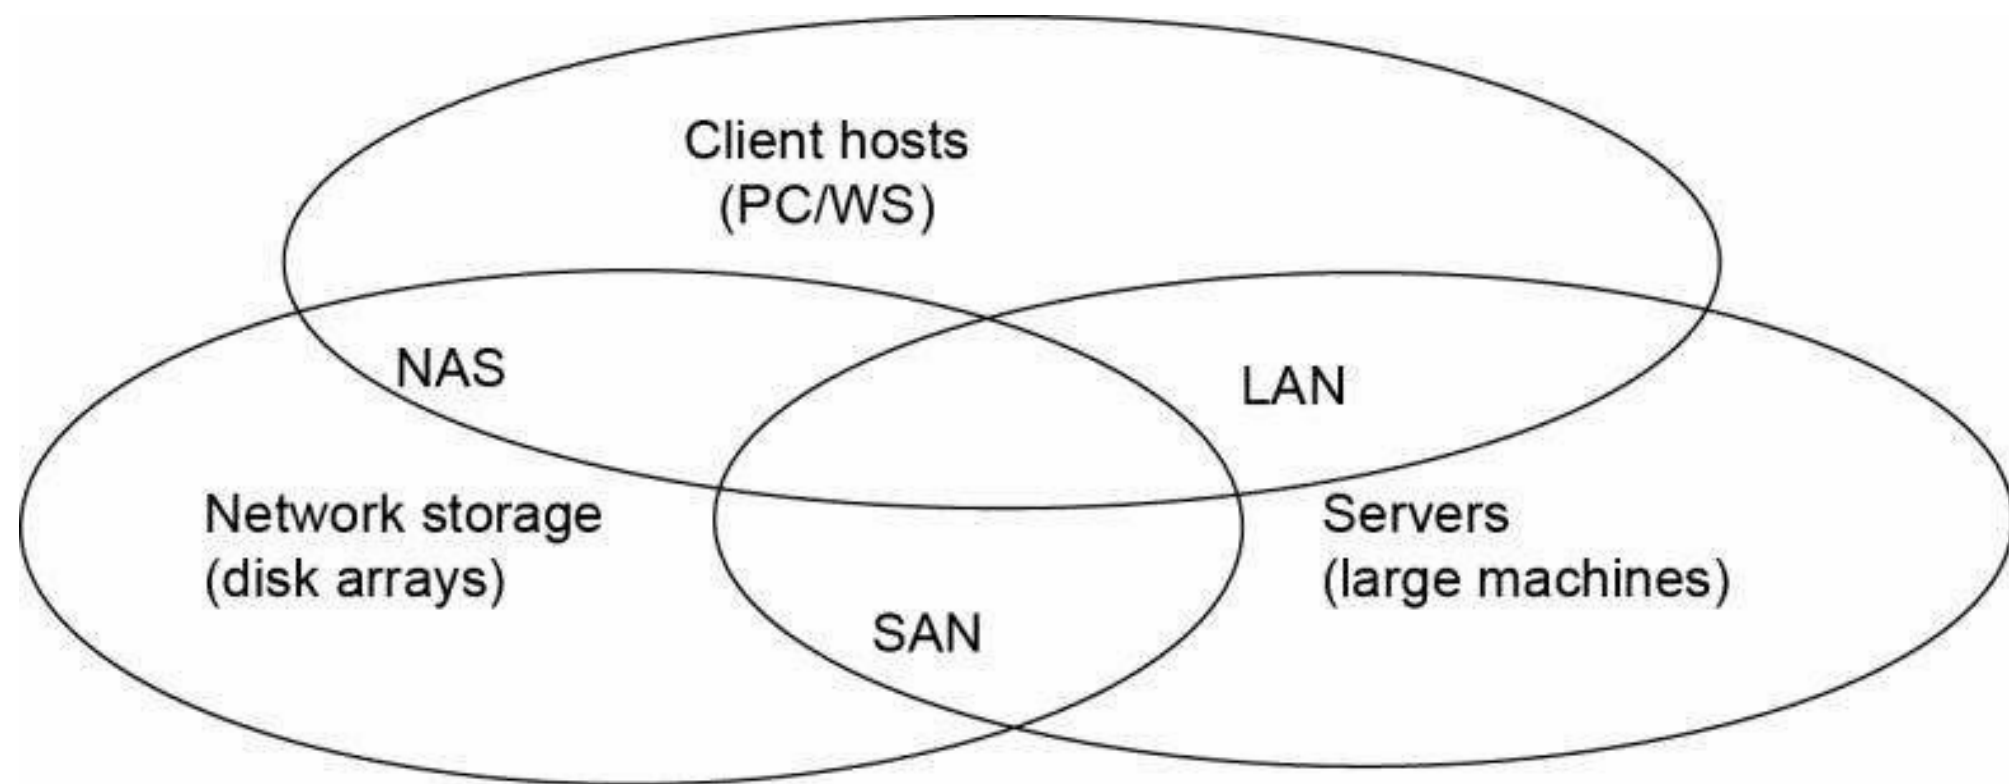 Client hosts
(PC/WS)
NAS
LAN
Network storage
(disk arrays)
Servers
(large machines)
SAN